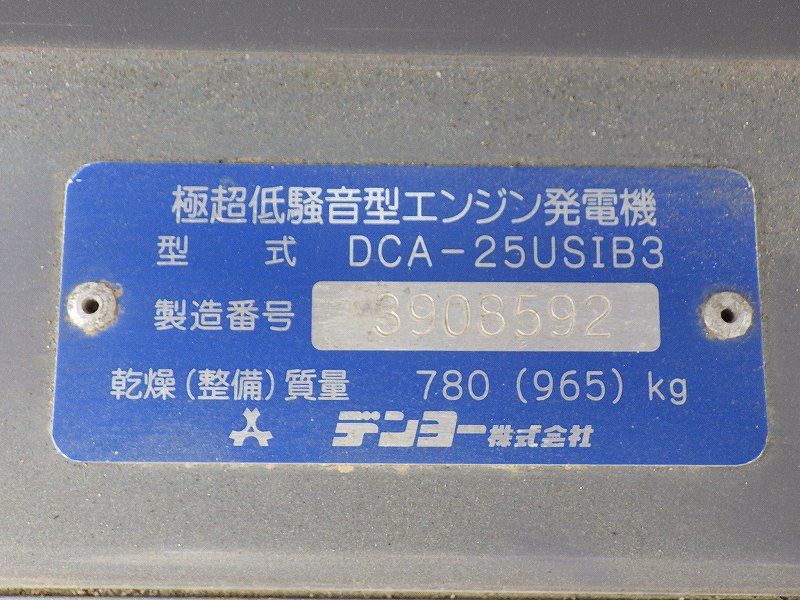 極超低騒音型エンジン発電機
型 式 DCA-25USIB3
製造番号 3908592
乾燥(整備)質量 780(965)kg
デンヨー株式会社